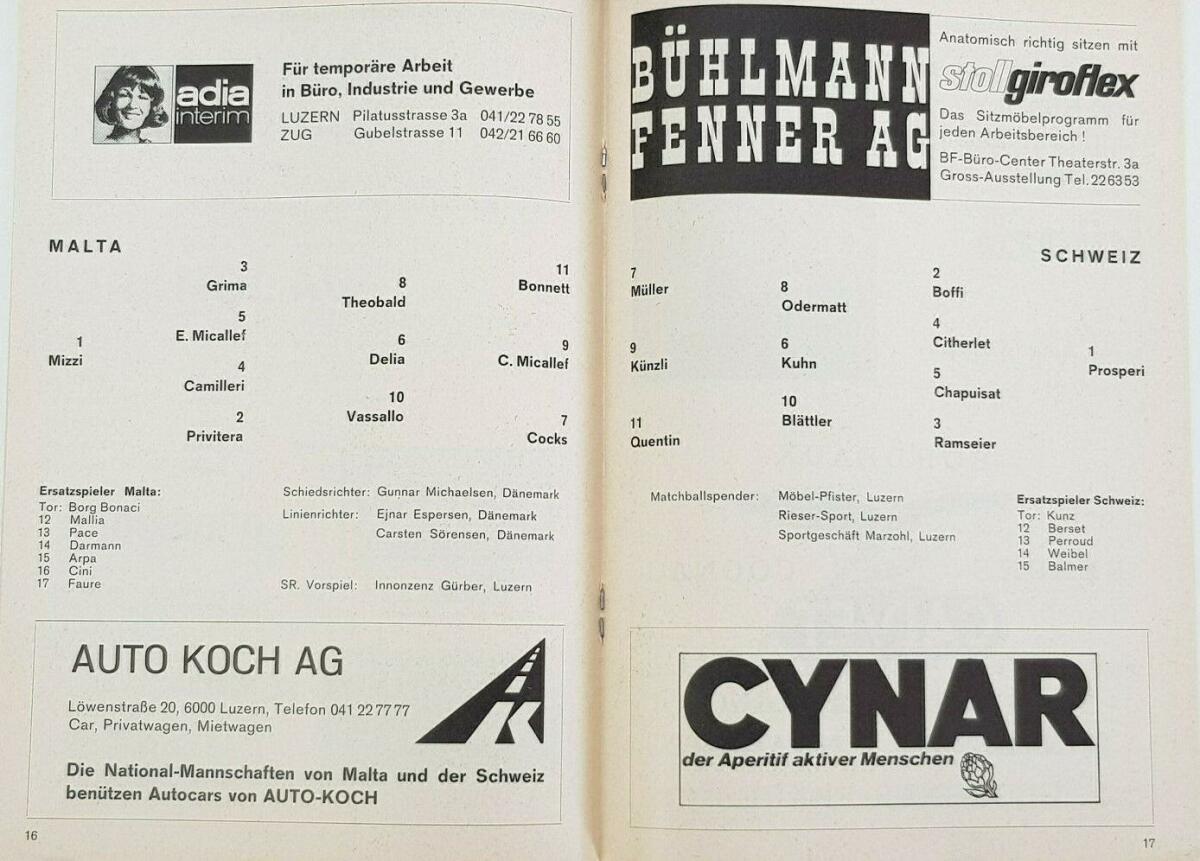 adia
interim
Für temporäre Arbeit
in Büro, Industrie und Gewerbe
LUZERN Pilatusstrasse 3a 041/22 78 55
ZUG Gubelstrasse 11 042/21 66 60
MALTA
3
Grima
8
Theobald
11
Bonnett
5
E. Micallef
1
Mizzi
6
Delia
9
C. Micallef
4
Camilleri
10
Vassallo
2
Privitera
7
Cocks
Ersatzspieler Malta:
Tor: Borg Bonaci
12 Mallia
13 Pace
14 Darmann
15 Arpa
16 Cini
17 Faure
Schiedsrichter: Gunnar Michaelsen, Dänemark
Linienrichter: Ejnar Espersen, Dänemark
Carsten Sörensen, Dänemark
SR. Vorspiel: Innonzenz Gürber, Luzern
AUTO KOCH AG
Löwenstraße 20, 6000 Luzern, Telefon 041 22 77 77
Car, Privatwagen, Mietwagen
K
Die National-Mannschaften von Malta und der Schweiz
benützen Autocars von AUTO-KOCH
16
BÜHLMANN
FENNER AG
Anatomisch richtig sitzen mit
stollgiroflex
Das Sitzmöbelprogramm für
jeden Arbeitsbereich !
BF-Büro-Center Theaterstr. 3a
Gross-Ausstellung Tel. 22 63 53
SCHWEIZ
7
Müller
8
Odermatt
2
Boffi
4
Citherlet
9
Künzli
6
Kuhn
1
Prosperi
5
Chapuisat
10
Blättler
11
Quentin
3
Ramseier
Matchballspender: Möbel-Pfister, Luzern
Rieser-Sport, Luzern
Sportgeschäft Marzohl, Luzern
Ersatzspieler Schweiz:
Tor: Kunz
12 Berset
13 Perroud
14 Weibel
15 Balmer
CYNAR
der Aperitif aktiver Menschen
17